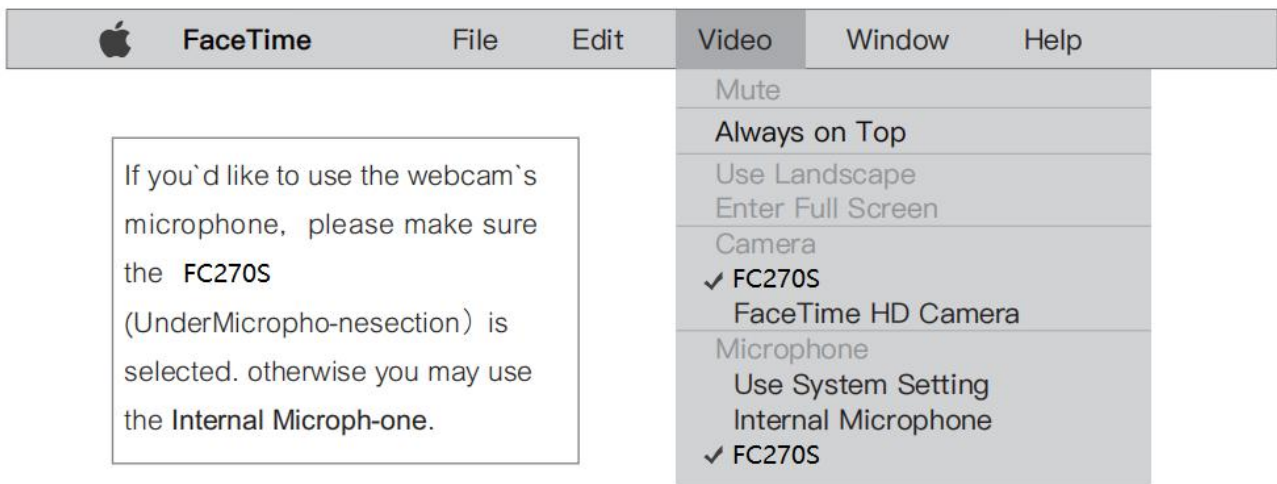 FaceTime File Edit Video Window Help
Mute
Always on Top
Use Landscape
Enter Full Screen
Camera
✓ FC270S
FaceTime HD Camera
Microphone
Use System Setting
Internal Microphone
✓ FC270S
If you`d like to use the webcam`s
microphone, please make sure
the FC270S
(UnderMicropho-nesection）is
selected. otherwise you may use
the Internal Microph-one.